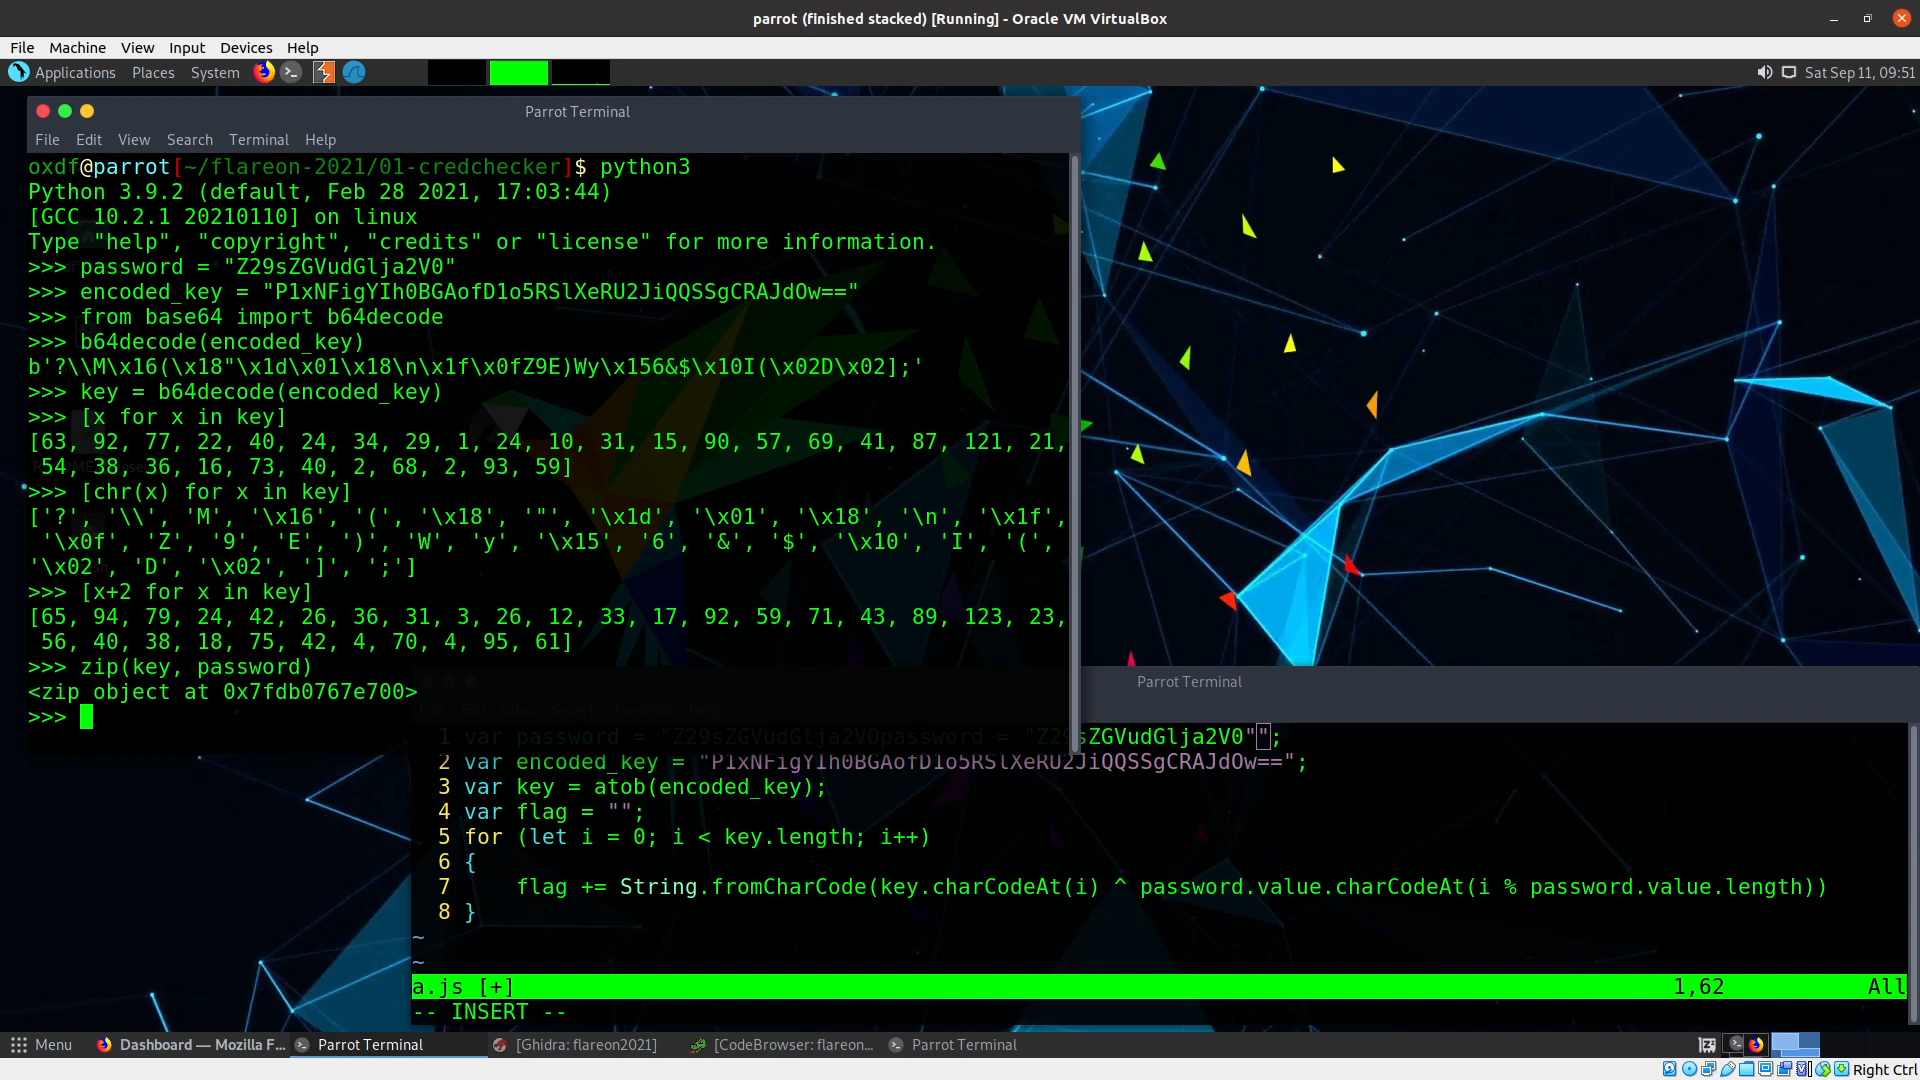 parrot (finished stacked) [Running] - Oracle VM VirtualBox
File Machine View Input Devices Help
Applications Places System
Sat Sep 11, 09:51
Parrot Terminal
File Edit View Search Terminal Help
oxdf@parrot[~/flareon-2021/01-credchecker]$ python3
Python 3.9.2 (default, Feb 28 2021, 17:03:44)
[GCC 10.2.1 20210110] on linux
Type "help", "copyright", "credits" or "license" for more information.
>>> password = "Z29sZGVudGlja2V0"
>>> encoded_key = "P1xNFigYIh0BGAofD1o5RSlXeRU2JiQQSSgCRAJdOw=="
>>> from base64 import b64decode
>>> b64decode(encoded_key)
b'?\\M\x16(\x18"\x1d\x01\x18\n\x1f\x0fZ9E)Wy\x156&$\x10I(\x02D\x02];'
>>> key = b64decode(encoded_key)
>>> [x for x in key]
[63, 92, 77, 22, 40, 24, 34, 29, 1, 24, 10, 31, 15, 90, 57, 69, 41, 87, 121, 21,
54, 38, 36, 16, 73, 40, 2, 68, 2, 93, 59]
>>> [chr(x) for x in key]
['?', '\\', 'M', '\x16', '(', '\x18', '"', '\x1d', '\x01', '\x18', '\n', '\x1f',
'\x0f', 'Z', '9', 'E', ')', 'W', 'y', '\x15', '6', '&', '$', '\x10', 'I', '(',
'\x02', 'D', '\x02', ']', ';']
>>> [x+2 for x in key]
[65, 94, 79, 24, 42, 26, 36, 31, 3, 26, 12, 33, 17, 92, 59, 71, 43, 89, 123, 23,
56, 40, 38, 18, 75, 42, 4, 70, 4, 95, 61]
>>> zip(key, password)
<zip object at 0x7fdb0767e700>
>>>
Parrot Terminal
File Edit View Search Terminal Help
1 var password = "Z29sZGVudGlja2V0password = "Z29sZGVudGlja2V0"";
2 var encoded_key = "P1xNFigYIh0BGAofD1o5RSlXeRU2JiQQSSgCRAJdOw==";
3 var key = atob(encoded_key);
4 var flag = "";
5 for (let i = 0; i < key.length; i++)
6 {
7 flag += String.fromCharCode(key.charCodeAt(i) ^ password.value.charCodeAt(i % password.value.length))
8 }
~
~
a.js [+] 1,62 All
-- INSERT --
Menu Dashboard — Mozilla F... Parrot Terminal [Ghidra: flareon2021] [CodeBrowser: flareon... Parrot Terminal
Right Ctrl